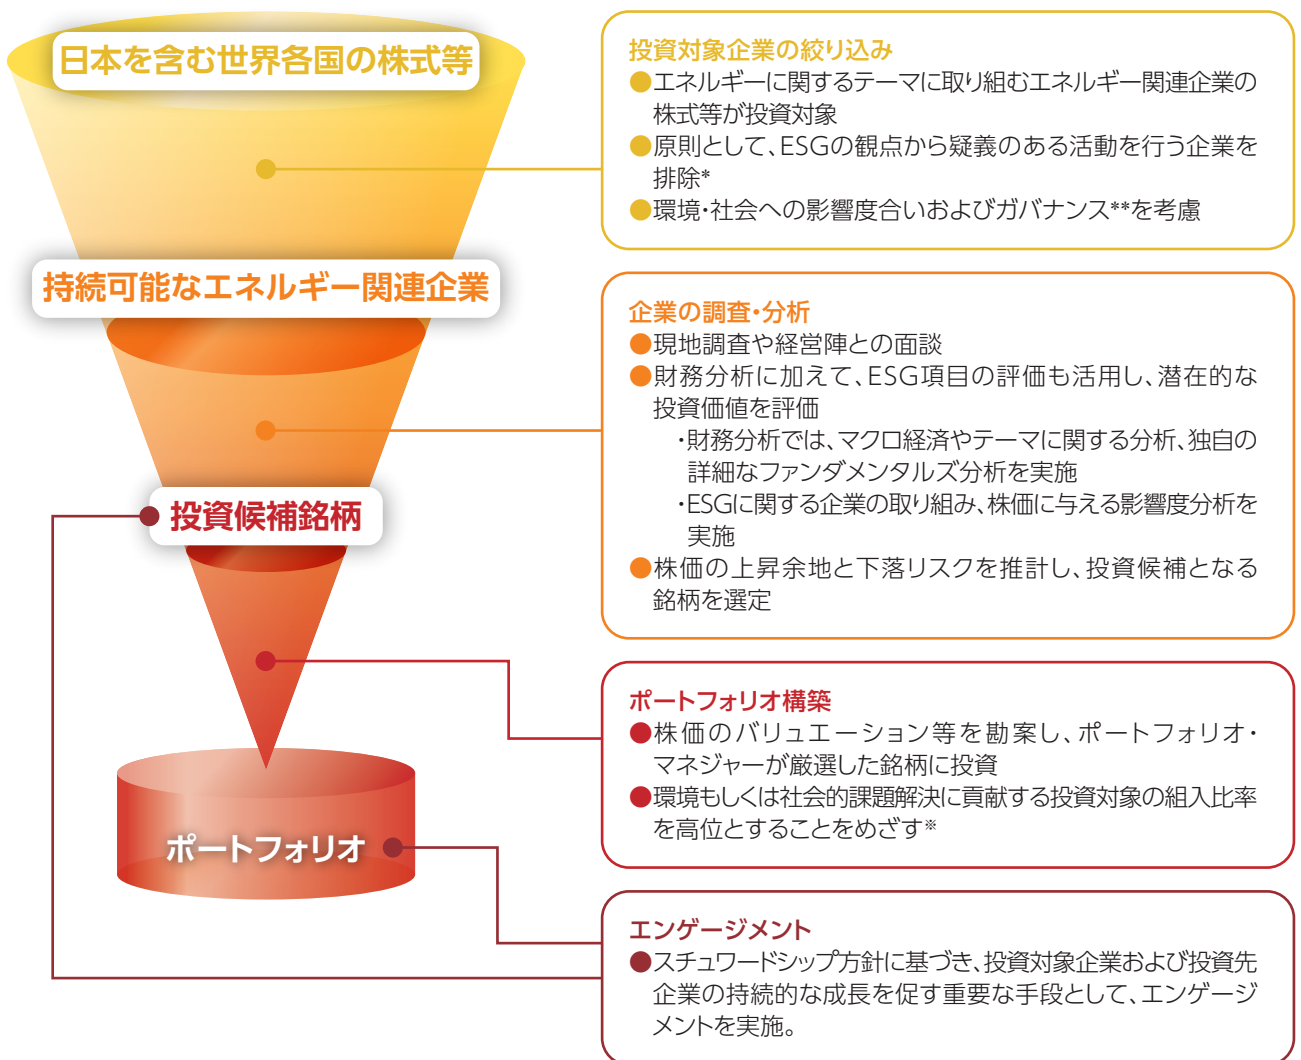 日本を含む世界各国の株式等
投資対象企業の絞り込み
●エネルギーに関するテーマに取り組むエネルギー関連企業の
株式等が投資対象
●原則として、ESGの観点から疑義のある活動を行う企業を
排除*
●環境・社会への影響度合いおよびガバナンス**を考慮
持続可能なエネルギー関連企業
企業の調査・分析
●現地調査や経営陣との面談
●財務分析に加えて、ESG項目の評価も活用し、潜在的な
投資価値を評価
・財務分析では、マクロ経済やテーマに関する分析、独自の
詳細なファンダメンタルズ分析を実施
・ESGに関する企業の取り組み、株価に与える影響度分析を
実施
●株価の上昇余地と下落リスクを推計し、投資候補となる
銘柄を選定
投資候補銘柄
ポートフォリオ構築
●株価のバリュエーション等を勘案し、ポートフォリオ・
マネジャーが厳選した銘柄に投資
●環境もしくは社会的課題解決に貢献する投資対象の組入比率
を高位とすることをめざす※
ポートフォリオ
エンゲージメント
●スチュワードシップ方針に基づき、投資対象企業および投資先
企業の持続的な成長を促す重要な手段として、エンゲージ
メントを実施。